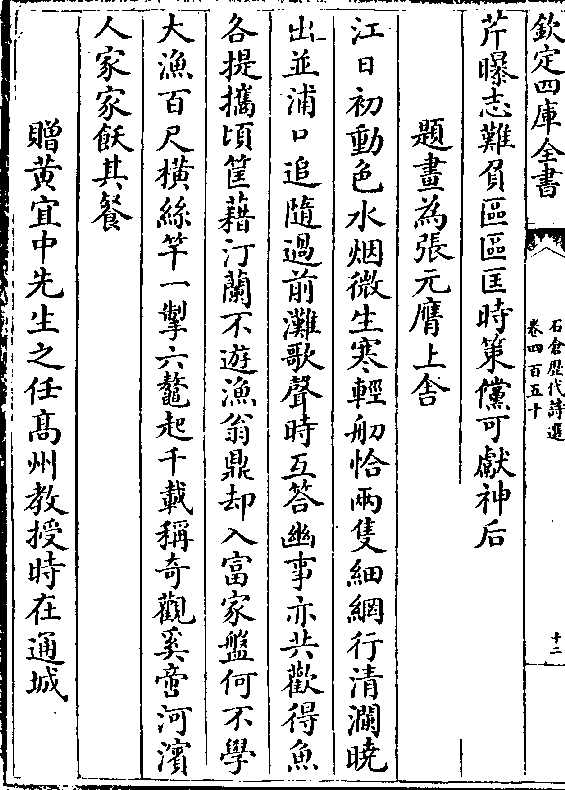 欽定四庫全書
石倉歷代詩選
卷四百五十
十二
芹曝志難負區區匡時策儻可獻神后
題畫為張元膺上舍
江日初動色水烟微生寒輕舠恰兩隻細網行清瀾曉
出並浦口追隨過前灘歌聲時互答幽事亦共歡得魚
各提攜頃筐藉汀蘭不遊漁翁鼎却入富家盤何不學
大漁百尺橫絲竿一掣六鼇起千載稱奇觀奚啻河濱
人家家飫其餐
贈黃宜中先生之任高州教授時在通城